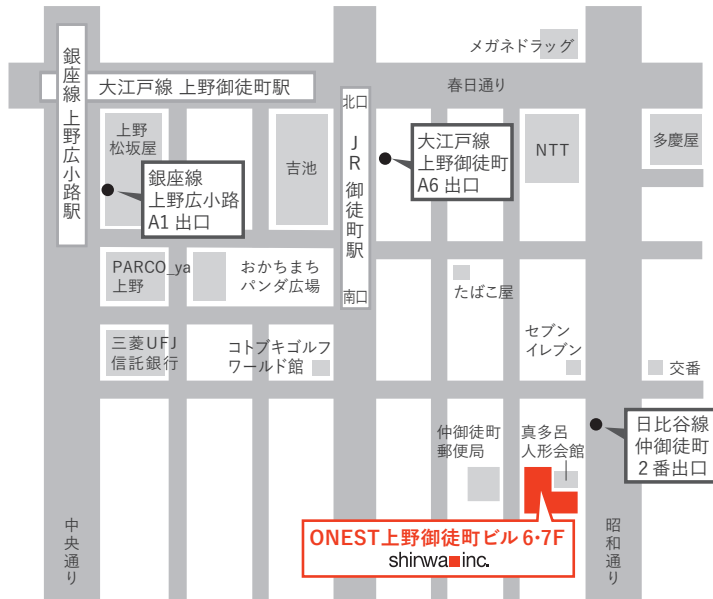 メガネドラッグ
銀座線 上野広小路駅
大江戸線 上野御徒町駅
春日通り
上野
松坂屋
銀座線
上野広小路
A1 出口
吉池
北口
JR 御徒町駅
南口
大江戸線
上野御徒町
A6 出口
NTT
多慶屋
PARCO_ya
上野
おかちまち
パンダ広場
たばこ屋
三菱UFJ
信託銀行
コトブキゴルフ
ワールド館
セブン
イレブン
交番
仲御徒町
郵便局
真多呂
人形会館
日比谷線
仲御徒町
2 番出口
ONEST上野御徒町ビル 6・7F
shinwa inc.
中央通り
昭和通り